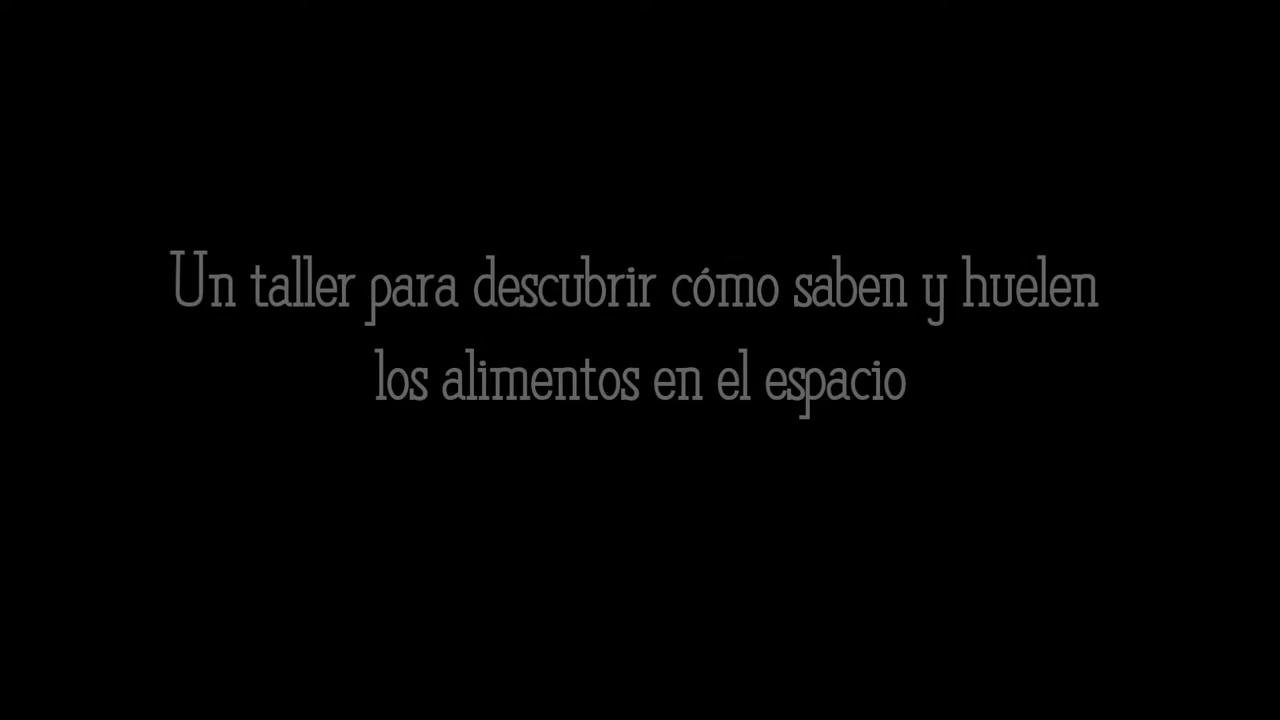 Un taller para descubrir cómo saben y huelen
los alimentos en el espacio